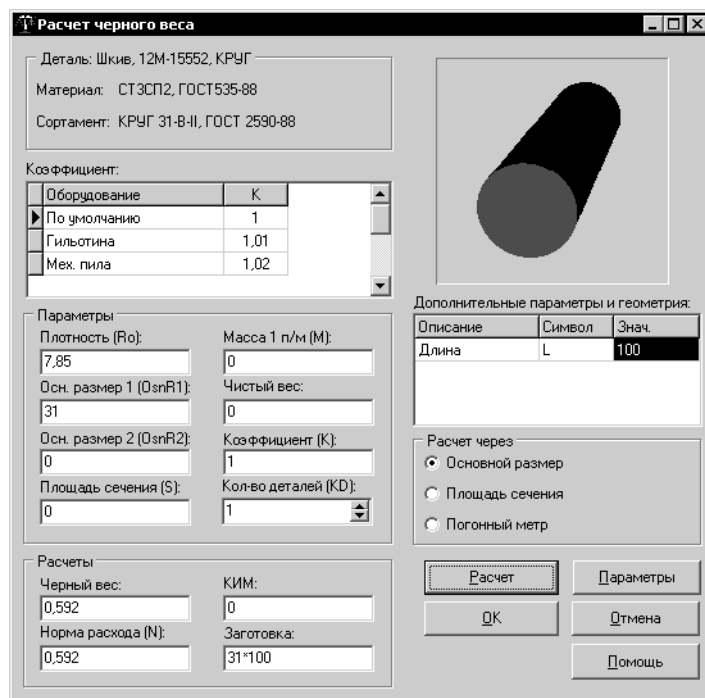 Расчет черного веса
Деталь: Шкив, 12М-15552, КРУГ
Материал: СТ3СП2, ГОСТ535-88
Сортамент: КРУГ 31-В-II, ГОСТ 2590-88
Коэффициент:
Оборудование К
По умолчанию 1
Гильотина 1,01
Мех. пила 1,02
Параметры
Плотность (Ro): Масса 1 п/м (М):
7,85 0
Осн. размер 1 (OsnR1): Чистый вес:
31 0
Осн. размер 2 (OsnR2): Коэффициент (К):
0 1
Площадь сечения (S): Кол-во деталей (KD):
0 1
Расчеты
Черный вес: КИМ:
0,592 0
Норма расхода (N): Заготовка:
0,592 31*100
Дополнительные параметры и геометрия:
Описание Символ Знач.
Длина L 100
Расчет через
Основной размер
Площадь сечения
Погонный метр
Расчет Параметры
OK Отмена
Помощь